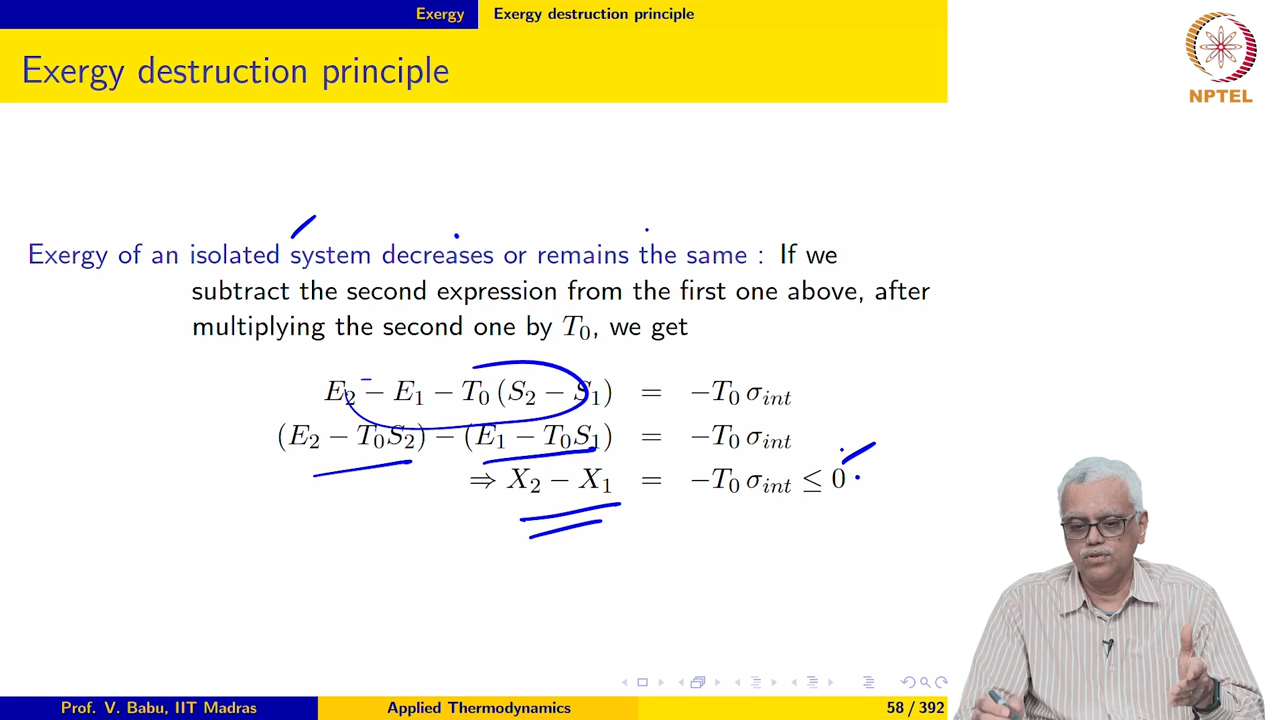 Exergy Exergy destruction principle
Exergy destruction principle
NPTEL
Exergy of an isolated system decreases or remains the same : If we
subtract the second expression from the first one above, after
multiplying the second one by T₀, we get
E₂ − E₁ − T₀ (S₂ − S₁) = −T₀ σ_int
(E₂ − T₀S₂) − (E₁ − T₀S₁) = −T₀ σ_int
⇒ X₂ − X₁ = −T₀ σ_int ≤ 0
Prof. V. Babu, IIT Madras Applied Thermodynamics 58 / 392